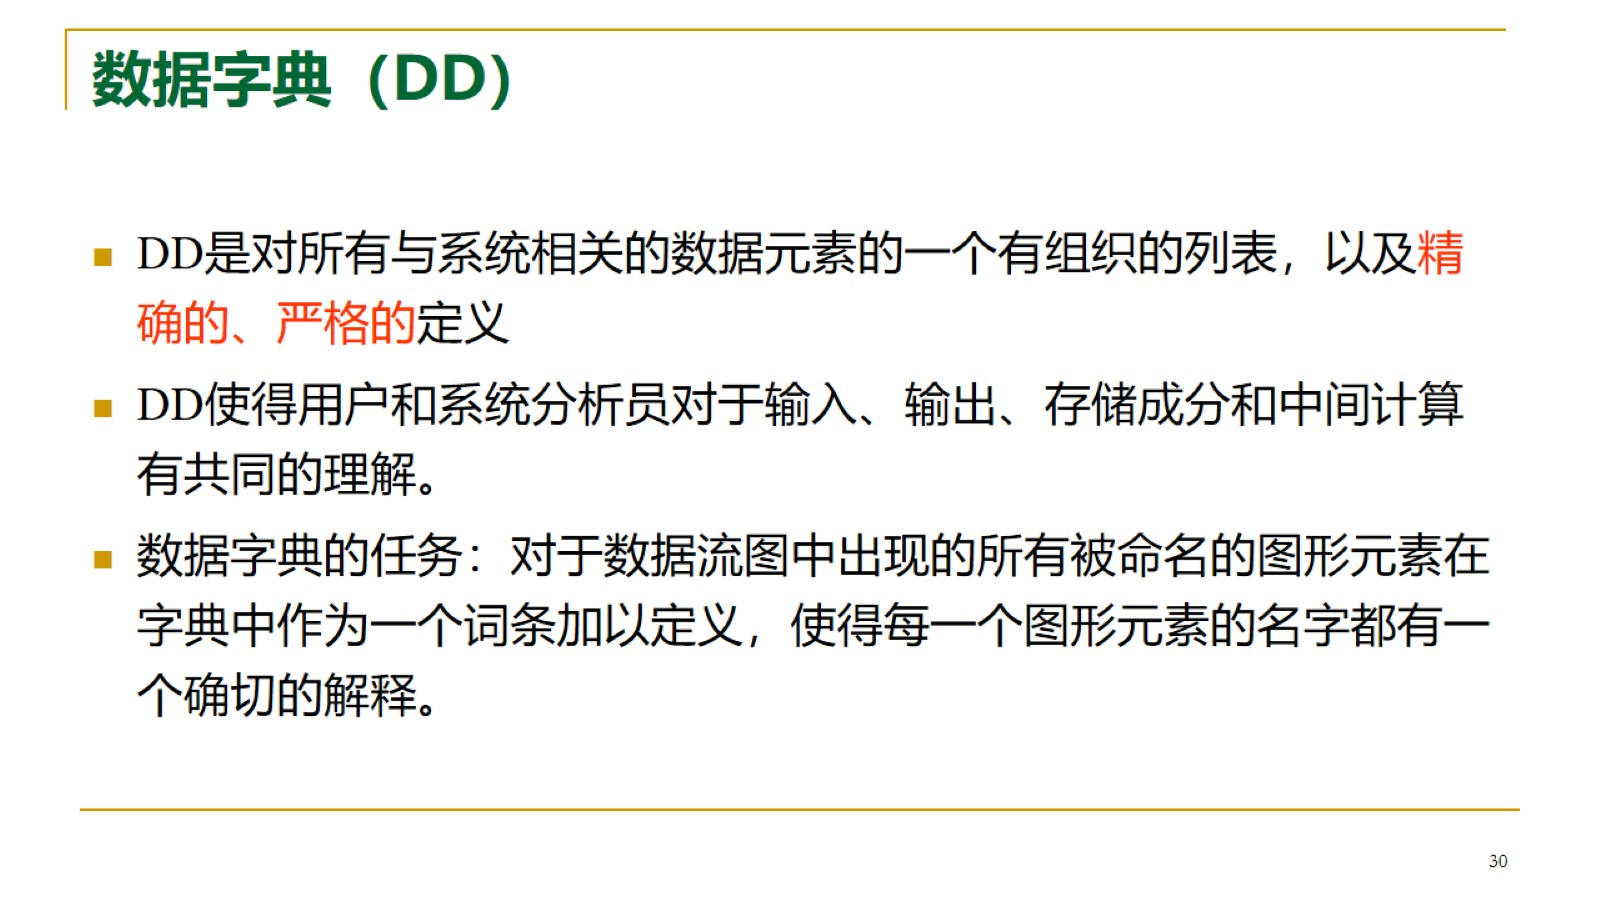 数据字典（DD）
DD是对所有与系统相关的数据元素的一个有组织的列表，以及精
确的、严格的定义
DD使得用户和系统分析员对于输入、输出、存储成分和中间计算
有共同的理解。
数据字典的任务：对于数据流图中出现的所有被命名的图形元素在
字典中作为一个词条加以定义，使得每一个图形元素的名字都有一
个确切的解释。
30